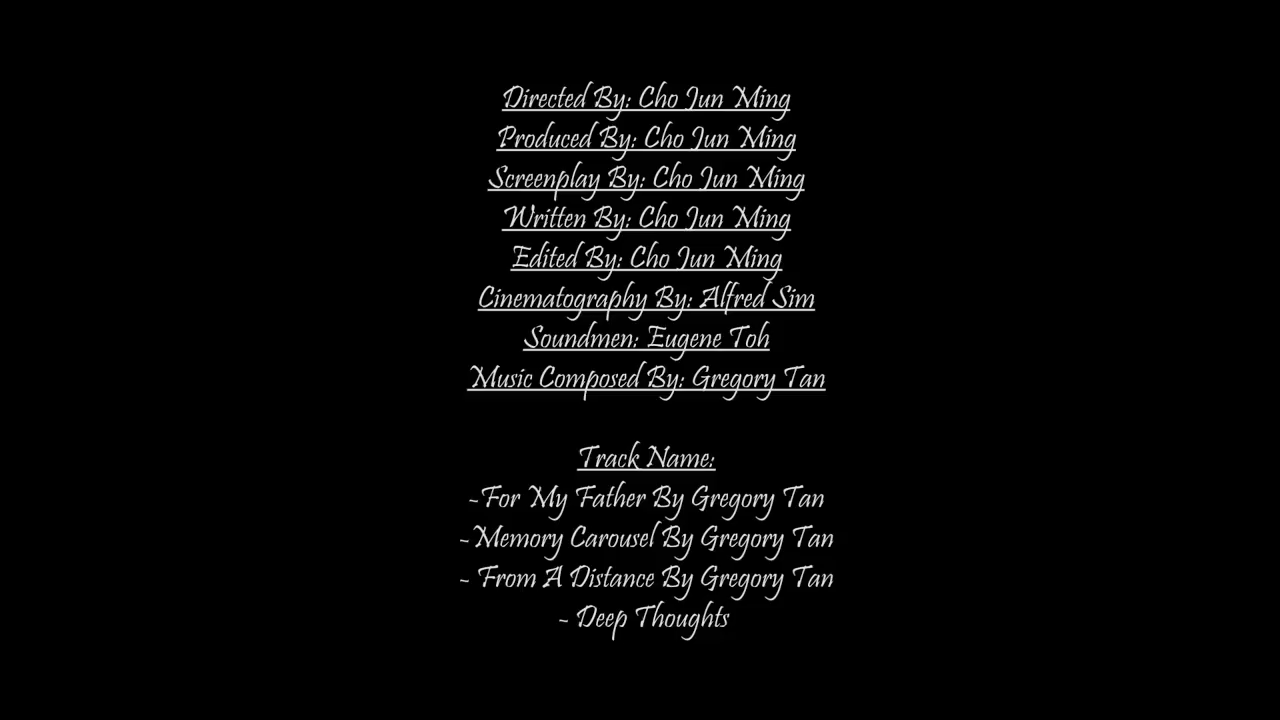 Directed By: Cho Jun Ming
Produced By: Cho Jun Ming
Screenplay By: Cho Jun Ming
Written By: Cho Jun Ming
Edited By: Cho Jun Ming
Cinematography By: Alfred Sim
Soundmen: Eugene Toh
Music Composed By: Gregory Tan
Track Name:
-For My Father By Gregory Tan
-Memory Carousel By Gregory Tan
- From A Distance By Gregory Tan
- Deep Thoughts